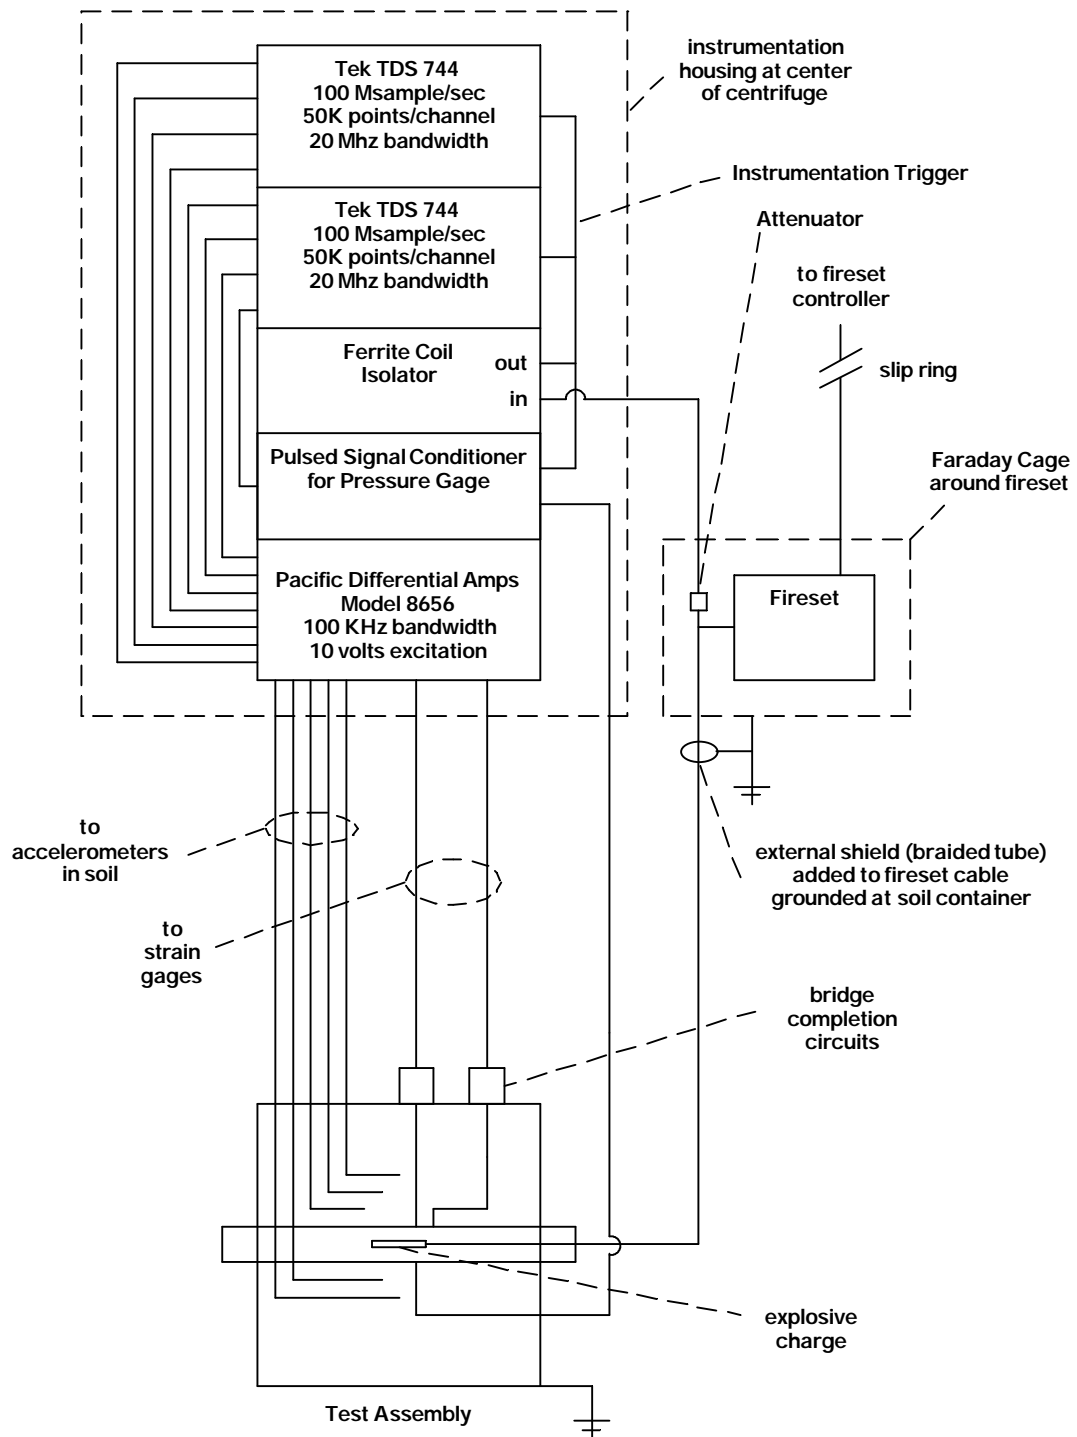 Tek TDS 744
100 Msample/sec
50K points/channel
20 Mhz bandwidth
Tek TDS 744
100 Msample/sec
50K points/channel
20 Mhz bandwidth
Ferrite Coil
Isolator
out
in
Pulsed Signal Conditioner
for Pressure Gage
Pacific Differential Amps
Model 8656
100 KHz bandwidth
10 volts excitation
instrumentation
housing at center
of centrifuge
Instrumentation Trigger
Attenuator
to fireset
controller
slip ring
Faraday Cage
around fireset
Fireset
to
accelerometers
in soil
external shield (braided tube)
added to fireset cable
grounded at soil container
to
strain
gages
bridge
completion
circuits
explosive
charge
Test Assembly